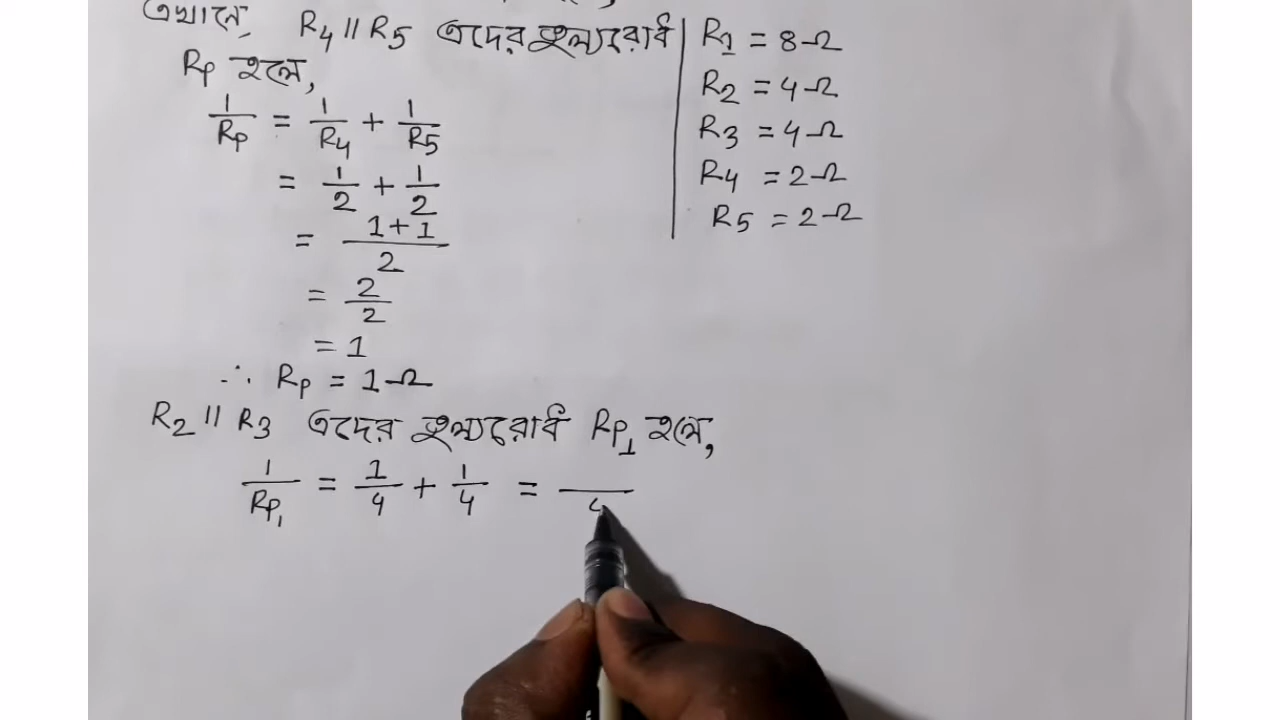 এখানে, R4 || R5 এদের তুল্যরোধ
Rp হলে,
1/Rp = 1/R4 + 1/R5
= 1/2 + 1/2
= (1+1)/2
= 2/2
= 1
∴ Rp = 1Ω
R2 || R3 এদের তুল্যরোধ Rp1 হলে,
1/Rp1 = 1/4 + 1/4 = /4
R1 = 8Ω
R2 = 4Ω
R3 = 4Ω
R4 = 2Ω
R5 = 2Ω